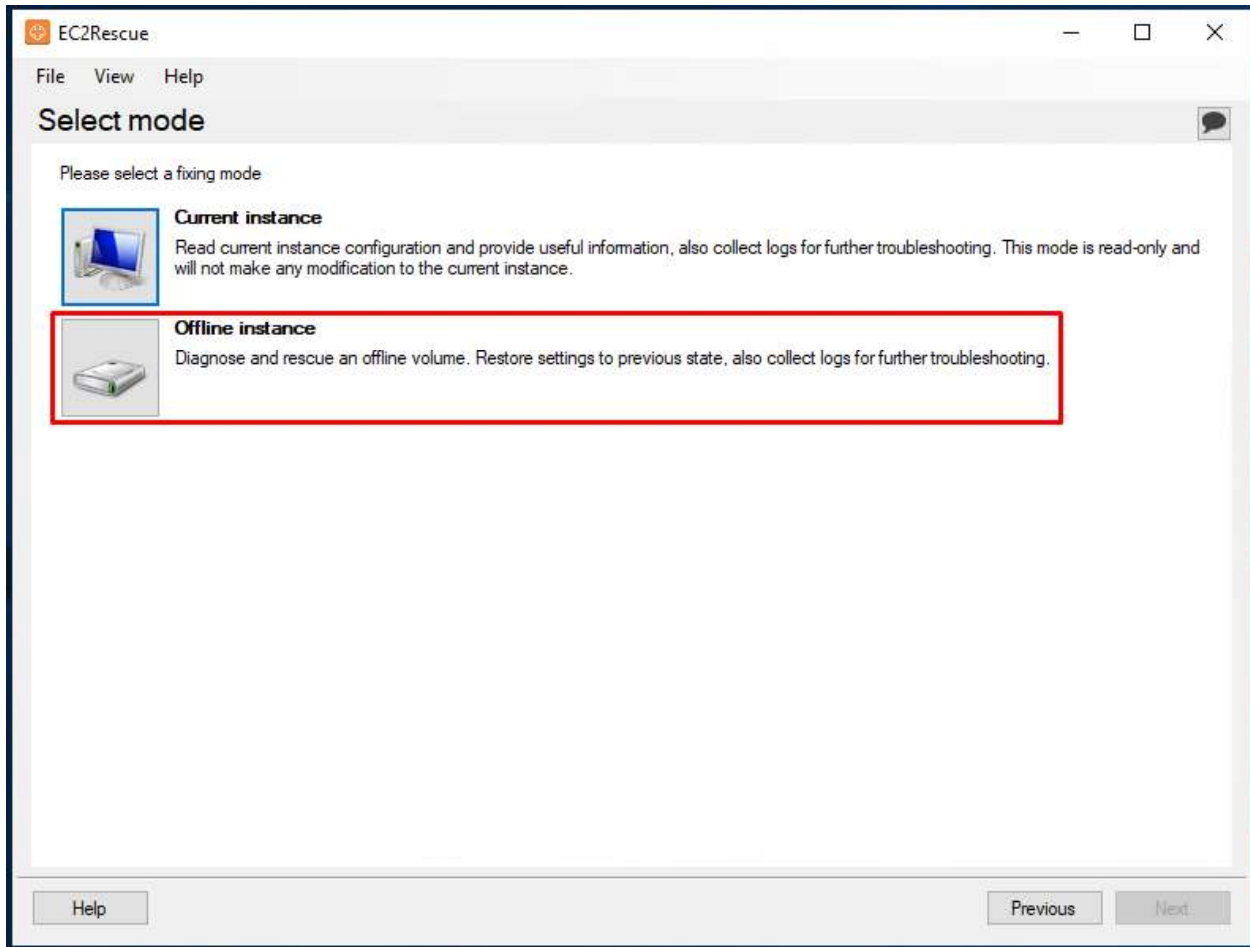 EC2Rescue
File View Help
Select mode
Please select a fixing mode
Current instance
Read current instance configuration and provide useful information, also collect logs for further troubleshooting. This mode is read-only and
will not make any modification to the current instance.
Offline instance
Diagnose and rescue an offline volume. Restore settings to previous state, also collect logs for further troubleshooting.
Help Previous Next